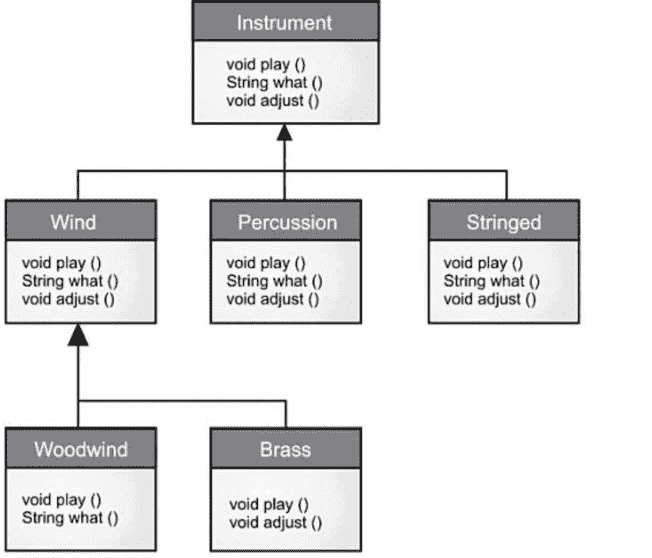 Instrument
void play ()
String what ()
void adjust ()
Wind
void play ()
String what ()
void adjust ()
Percussion
void play ()
String what ()
void adjust ()
Stringed
void play ()
String what ()
void adjust ()
Woodwind
void play ()
String what ()
Brass
void play ()
void adjust ()